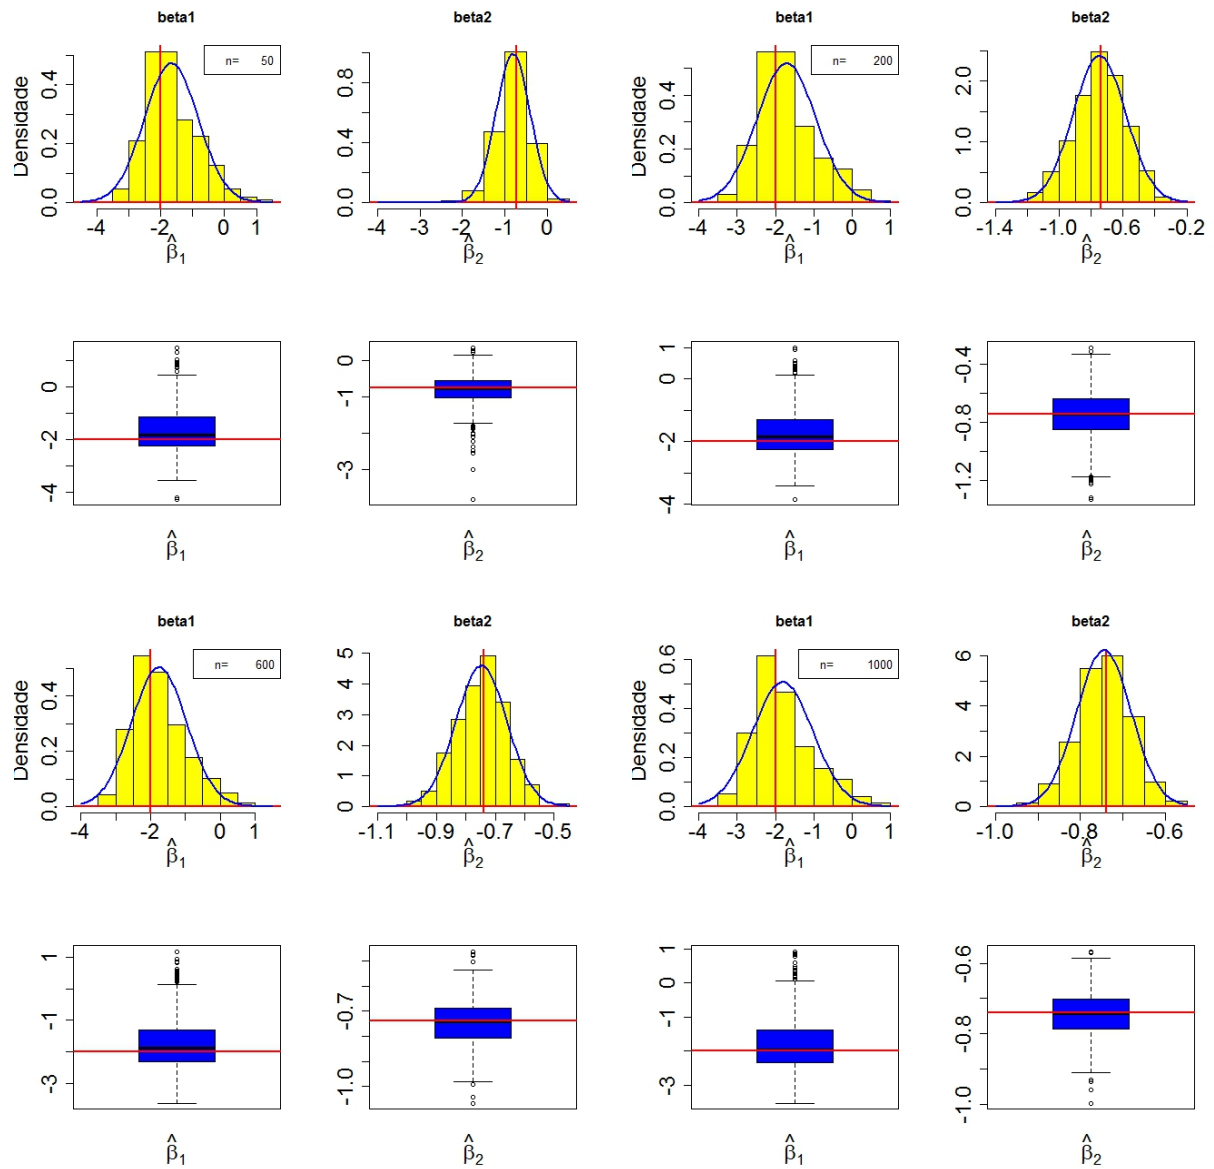 beta1 beta2 beta1 beta2
n= 50
n= 200
Densidade
0.0 0.2 0.4
-4 -2 -1 0 1
β̂1
0.0 0.4 0.8
-4 -3 -2 -1 0
β̂2
Densidade
0.0 0.2 0.4
-4 -3 -2 -1 0 1
β̂1
0.0 1.0 2.0
-1.4 -1.0 -0.6 -0.2
β̂2
-4 -2 0
β̂1
-3 -1 0
β̂2
-4 -2 0 1
β̂1
-1.2 -0.8 -0.4
β̂2
beta1 beta2 beta1 beta2
n= 600
n= 1000
Densidade
0.0 0.2 0.4
-4 -2 -1 0 1
β̂1
0 1 2 3 4 5
-1.1 -0.9 -0.7 -0.5
β̂2
Densidade
0.0 0.2 0.4 0.6
-4 -3 -2 -1 0 1
β̂1
0 2 4 6
-1.0 -0.8 -0.6
β̂2
-3 -1 1
β̂1
-1.0 -0.7
β̂2
-3 -1 0 1
β̂1
-1.0 -0.8 -0.6
β̂2